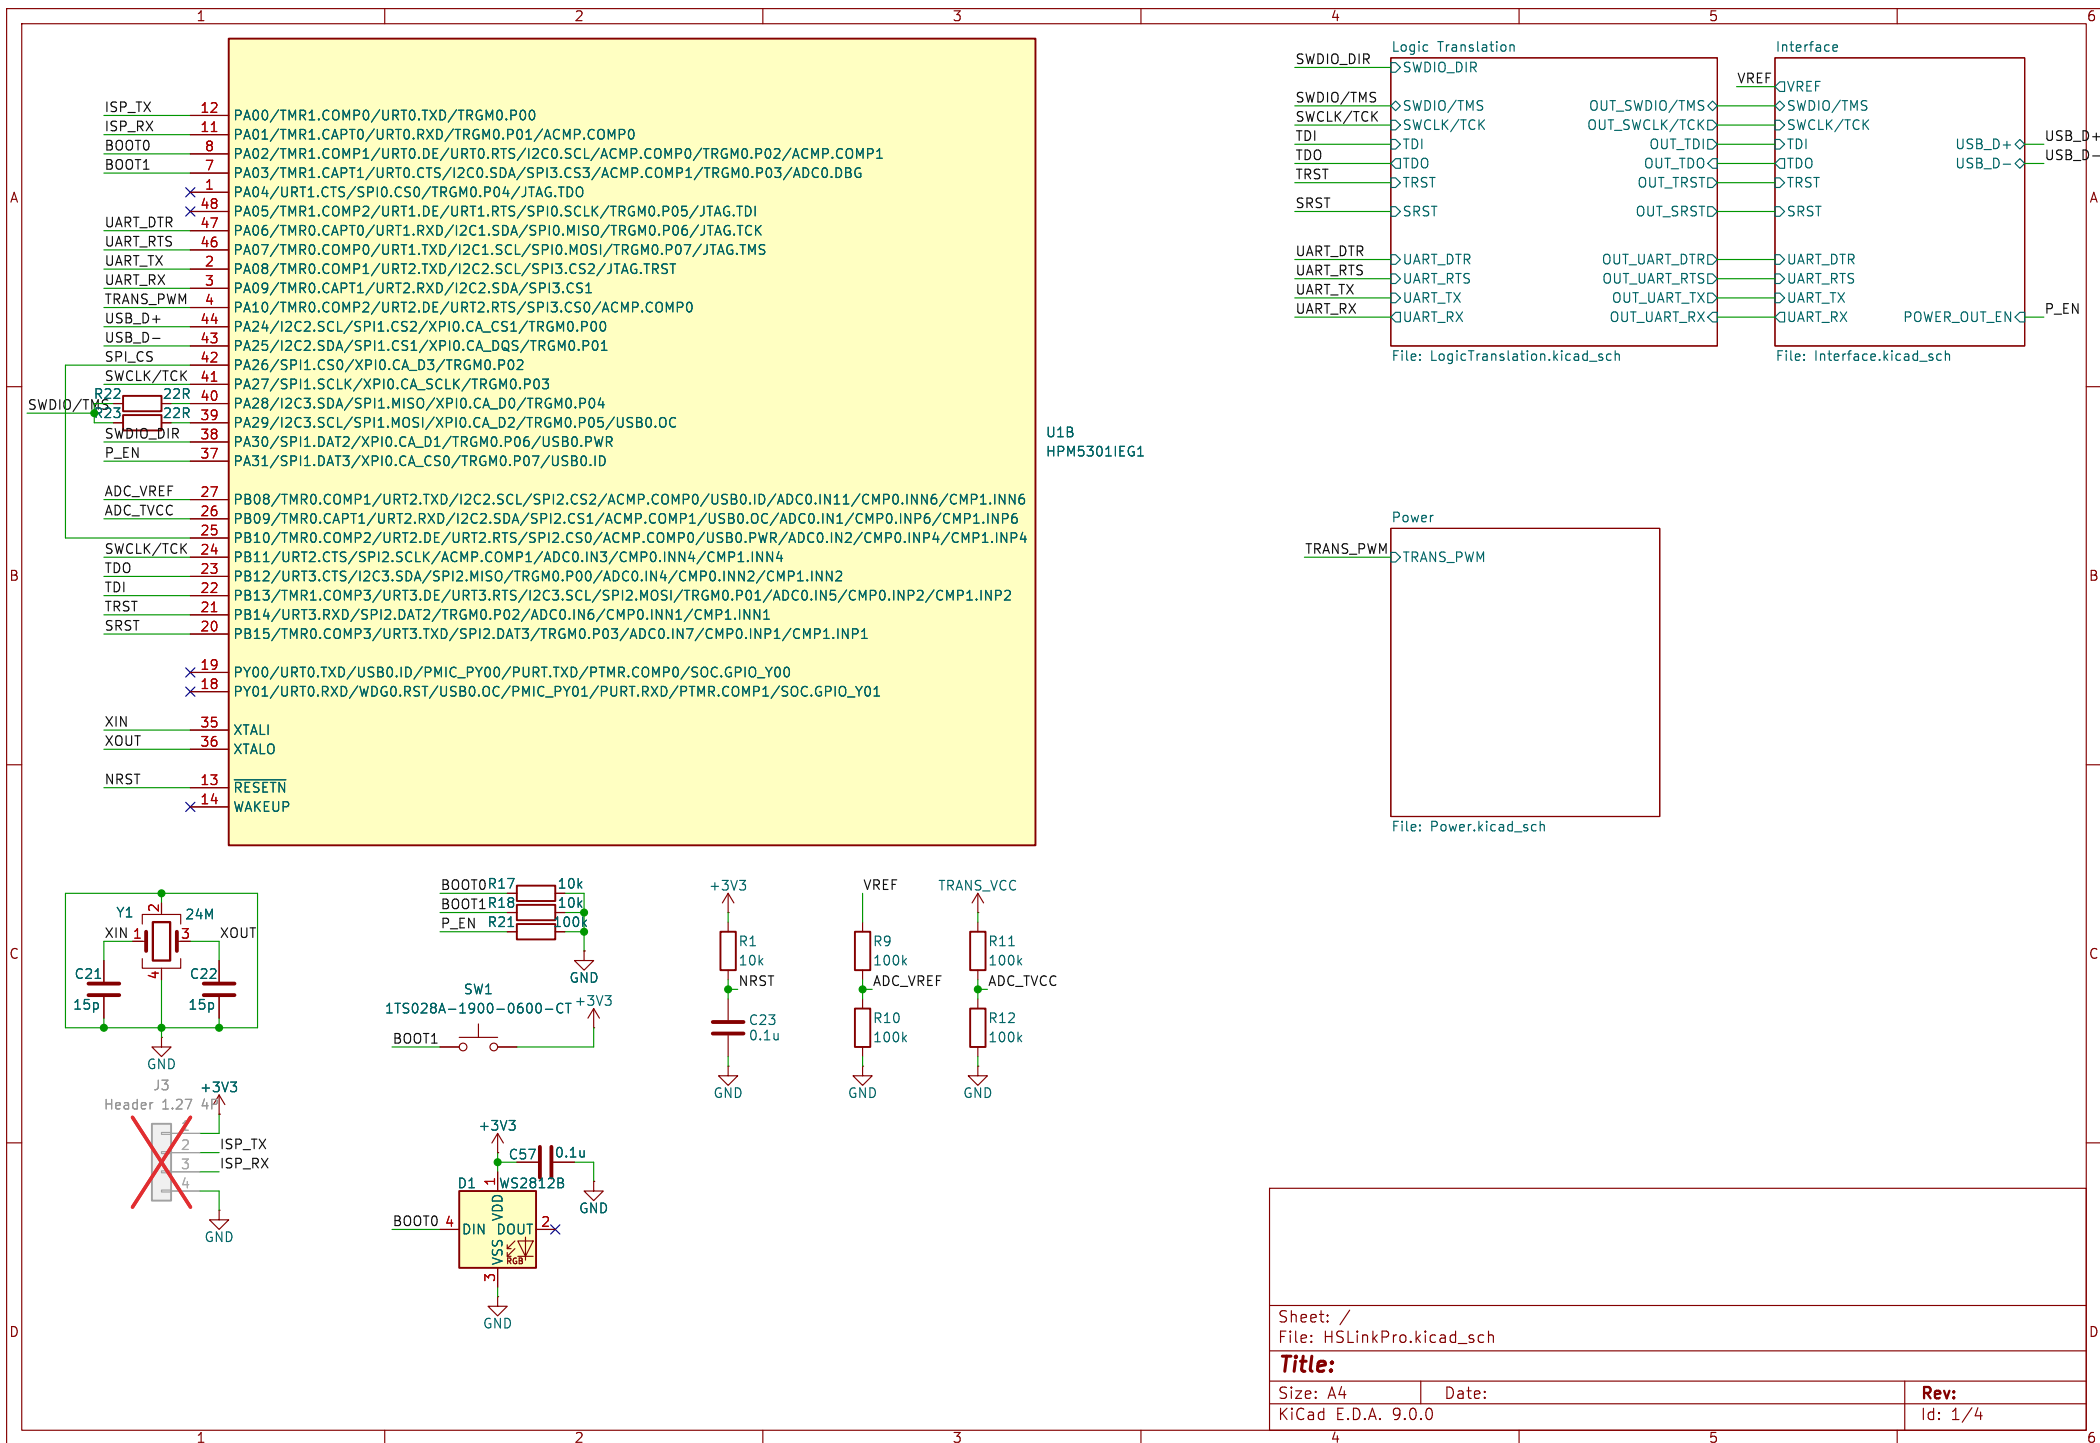 1 2 3 4 5 6
A
B
C
D
ISP_TX 12 PA00/TMR1.COMP0/URT0.TXD/TRGM0.P00
ISP_RX 11 PA01/TMR1.CAPT0/URT0.RXD/TRGM0.P01/ACMP.COMP0
BOOT0 8 PA02/TMR1.COMP1/URT0.DE/URT0.RTS/I2C0.SCL/ACMP.COMP0/TRGM0.P02/ACMP.COMP1
BOOT1 7 PA03/TMR1.CAPT1/URT0.CTS/I2C0.SDA/SPI3.CS3/ACMP.COMP1/TRGM0.P03/ADC0.DBG
1 PA04/URT1.CTS/SPI0.CS0/TRGM0.P04/JTAG.TDO
48 PA05/TMR1.COMP2/URT1.DE/URT1.RTS/SPI0.SCLK/TRGM0.P05/JTAG.TDI
UART_DTR 47 PA06/TMR0.CAPT0/URT1.RXD/I2C1.SDA/SPI0.MISO/TRGM0.P06/JTAG.TCK
UART_RTS 46 PA07/TMR0.COMP0/URT1.TXD/I2C1.SCL/SPI0.MOSI/TRGM0.P07/JTAG.TMS
UART_TX 2 PA08/TMR0.COMP1/URT2.TXD/I2C2.SCL/SPI3.CS2/JTAG.TRST
UART_RX 3 PA09/TMR0.CAPT1/URT2.RXD/I2C2.SDA/SPI3.CS1
TRANS_PWM 4 PA10/TMR0.COMP2/URT2.DE/URT2.RTS/SPI3.CS0/ACMP.COMP0
USB_D+ 44 PA24/I2C2.SCL/SPI1.CS2/XPI0.CA_CS1/TRGM0.P00
USB_D- 43 PA25/I2C2.SDA/SPI1.CS1/XPI0.CA_DQS/TRGM0.P01
SPI_CS 42 PA26/SPI1.CS0/XPI0.CA_D3/TRGM0.P02
SWCLK/TCK 41 PA27/SPI1.SCLK/XPI0.CA_SCLK/TRGM0.P03
SWDIO/TMS R22 22R 40 PA28/I2C3.SDA/SPI1.MISO/XPI0.CA_D0/TRGM0.P04
R23 22R 39 PA29/I2C3.SCL/SPI1.MOSI/XPI0.CA_D2/TRGM0.P05/USB0.OC
SWDIO_DIR 38 PA30/SPI1.DAT2/XPI0.CA_D1/TRGM0.P06/USB0.PWR
P_EN 37 PA31/SPI1.DAT3/XPI0.CA_CS0/TRGM0.P07/USB0.ID
ADC_VREF 27 PB08/TMR0.COMP1/URT2.TXD/I2C2.SCL/SPI2.CS2/ACMP.COMP0/USB0.ID/ADC0.IN11/CMP0.INN6/CMP1.INN6
ADC_TVCC 26 PB09/TMR0.CAPT1/URT2.RXD/I2C2.SDA/SPI2.CS1/ACMP.COMP1/USB0.OC/ADC0.IN1/CMP0.INP6/CMP1.INP6
25 PB10/TMR0.COMP2/URT2.DE/URT2.RTS/SPI2.CS0/ACMP.COMP0/USB0.PWR/ADC0.IN2/CMP0.INP4/CMP1.INP4
SWCLK/TCK 24 PB11/URT2.CTS/SPI2.SCLK/ACMP.COMP1/ADC0.IN3/CMP0.INN4/CMP1.INN4
TDO 23 PB12/URT3.CTS/I2C3.SDA/SPI2.MISO/TRGM0.P00/ADC0.IN4/CMP0.INN2/CMP1.INN2
TDI 22 PB13/TMR1.COMP3/URT3.DE/URT3.RTS/I2C3.SCL/SPI2.MOSI/TRGM0.P01/ADC0.IN5/CMP0.INP2/CMP1.INP2
TRST 21 PB14/URT3.RXD/SPI2.DAT2/TRGM0.P02/ADC0.IN6/CMP0.INN1/CMP1.INN1
SRST 20 PB15/TMR0.COMP3/URT3.TXD/SPI2.DAT3/TRGM0.P03/ADC0.IN7/CMP0.INP1/CMP1.INP1
19 PY00/URT0.TXD/USB0.ID/PMIC_PY00/PURT.TXD/PTMR.COMP0/SOC.GPIO_Y00
18 PY01/URT0.RXD/WDG0.RST/USB0.OC/PMIC_PY01/PURT.RXD/PTMR.COMP1/SOC.GPIO_Y01
XIN 35 XTALI
XOUT 36 XTALO
NRST 13 RESETN
14 WAKEUP
U1B
HPM5301IEG1
Logic Translation
SWDIO_DIR SWDIO_DIR
SWDIO/TMS SWDIO/TMS OUT_SWDIO/TMS
SWCLK/TCK SWCLK/TCK OUT_SWCLK/TCK
TDI TDI OUT_TDI
TDO TDO OUT_TDO
TRST TRST OUT_TRST
SRST SRST OUT_SRST
UART_DTR UART_DTR OUT_UART_DTR
UART_RTS UART_RTS OUT_UART_RTS
UART_TX UART_TX OUT_UART_TX
UART_RX UART_RX OUT_UART_RX
File: LogicTranslation.kicad_sch
Interface
VREF VREF
SWDIO/TMS
SWCLK/TCK
TDI USB_D+ USB_D+
TDO USB_D- USB_D-
TRST
SRST
UART_DTR
UART_RTS
UART_TX
UART_RX POWER_OUT_EN P_EN
File: Interface.kicad_sch
Power
TRANS_PWM TRANS_PWM
File: Power.kicad_sch
Y1 2 24M
XIN 1 3 XOUT
4
C21 C22
15p 15p
GND
BOOT0 R17 10k
BOOT1 R18 10k
P_EN R21 100k
GND
SW1
1TS028A-1900-0600-CT +3V3
BOOT1
+3V3
R1
10k
NRST
C23
0.1u
GND
VREF
R9
100k
ADC_VREF
R10
100k
GND
TRANS_VCC
R11
100k
ADC_TVCC
R12
100k
GND
J3 +3V3
Header 1.27 4P
1
2 ISP_TX
3 ISP_RX
4
GND
+3V3
C57 0.1u
D1 1 WS2812B
GND
BOOT0 4 DIN DOUT 2
VDD
VSS
RGB
3
GND
Sheet: /
File: HSLinkPro.kicad_sch
Title:
Size: A4 Date: Rev:
KiCad E.D.A. 9.0.0 Id: 1/4
A
B
C
D
1 2 3 4 5 6